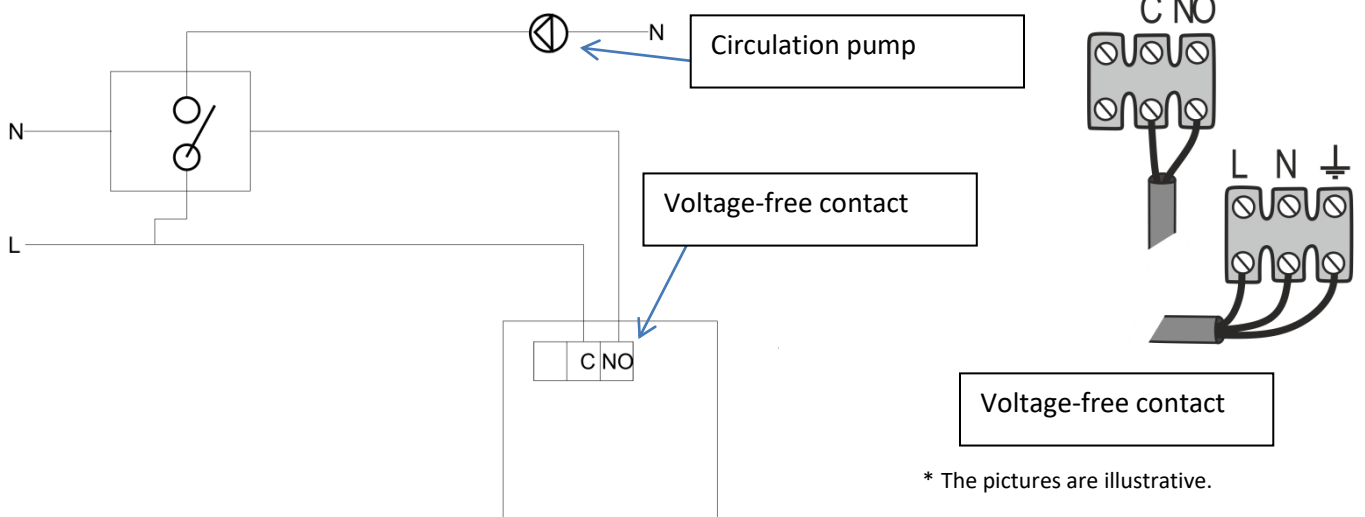 C NO
N
Circulation pump
N
L N
Voltage-free contact
L
C NO
Voltage-free contact
* The pictures are illustrative.